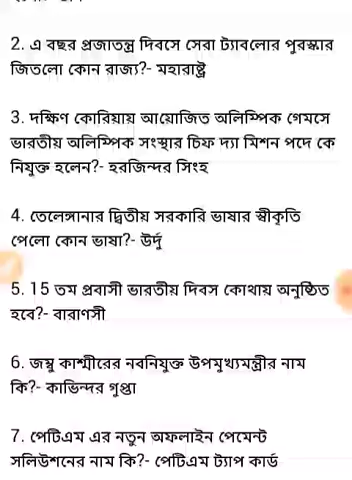 2. এ বছর প্রজাতন্ত্র দিবসে সেরা ট্যাবলোর পুরস্কার
জিতলো কোন রাজ্য?- মহারাষ্ট্র
3. দক্ষিণ কোরিয়ায় আয়োজিত অলিম্পিক গেমসে
ভারতীয় অলিম্পিক সংস্থার চিফ দ্যা মিশন পদে কে
নিযুক্ত হলেন?- হরজিন্দর সিংহ
4. তেলেঙ্গানার দ্বিতীয় সরকারি ভাষার স্বীকৃতি
পেলো কোন ভাষা?- উর্দু
5. 15 তম প্রবাসী ভারতীয় দিবস কোথায় অনুষ্ঠিত
হবে?- বারাণসী
6. জম্বু কাশ্মীরের নবনিযুক্ত উপমুখ্যমন্ত্রীর নাম
কি?- কাভিন্দর গুপ্তা
7. পেটিএম এর নতুন অফলাইন পেমেন্ট
সলিউশনের নাম কি?- পেটিএম ট্যাপ কার্ড